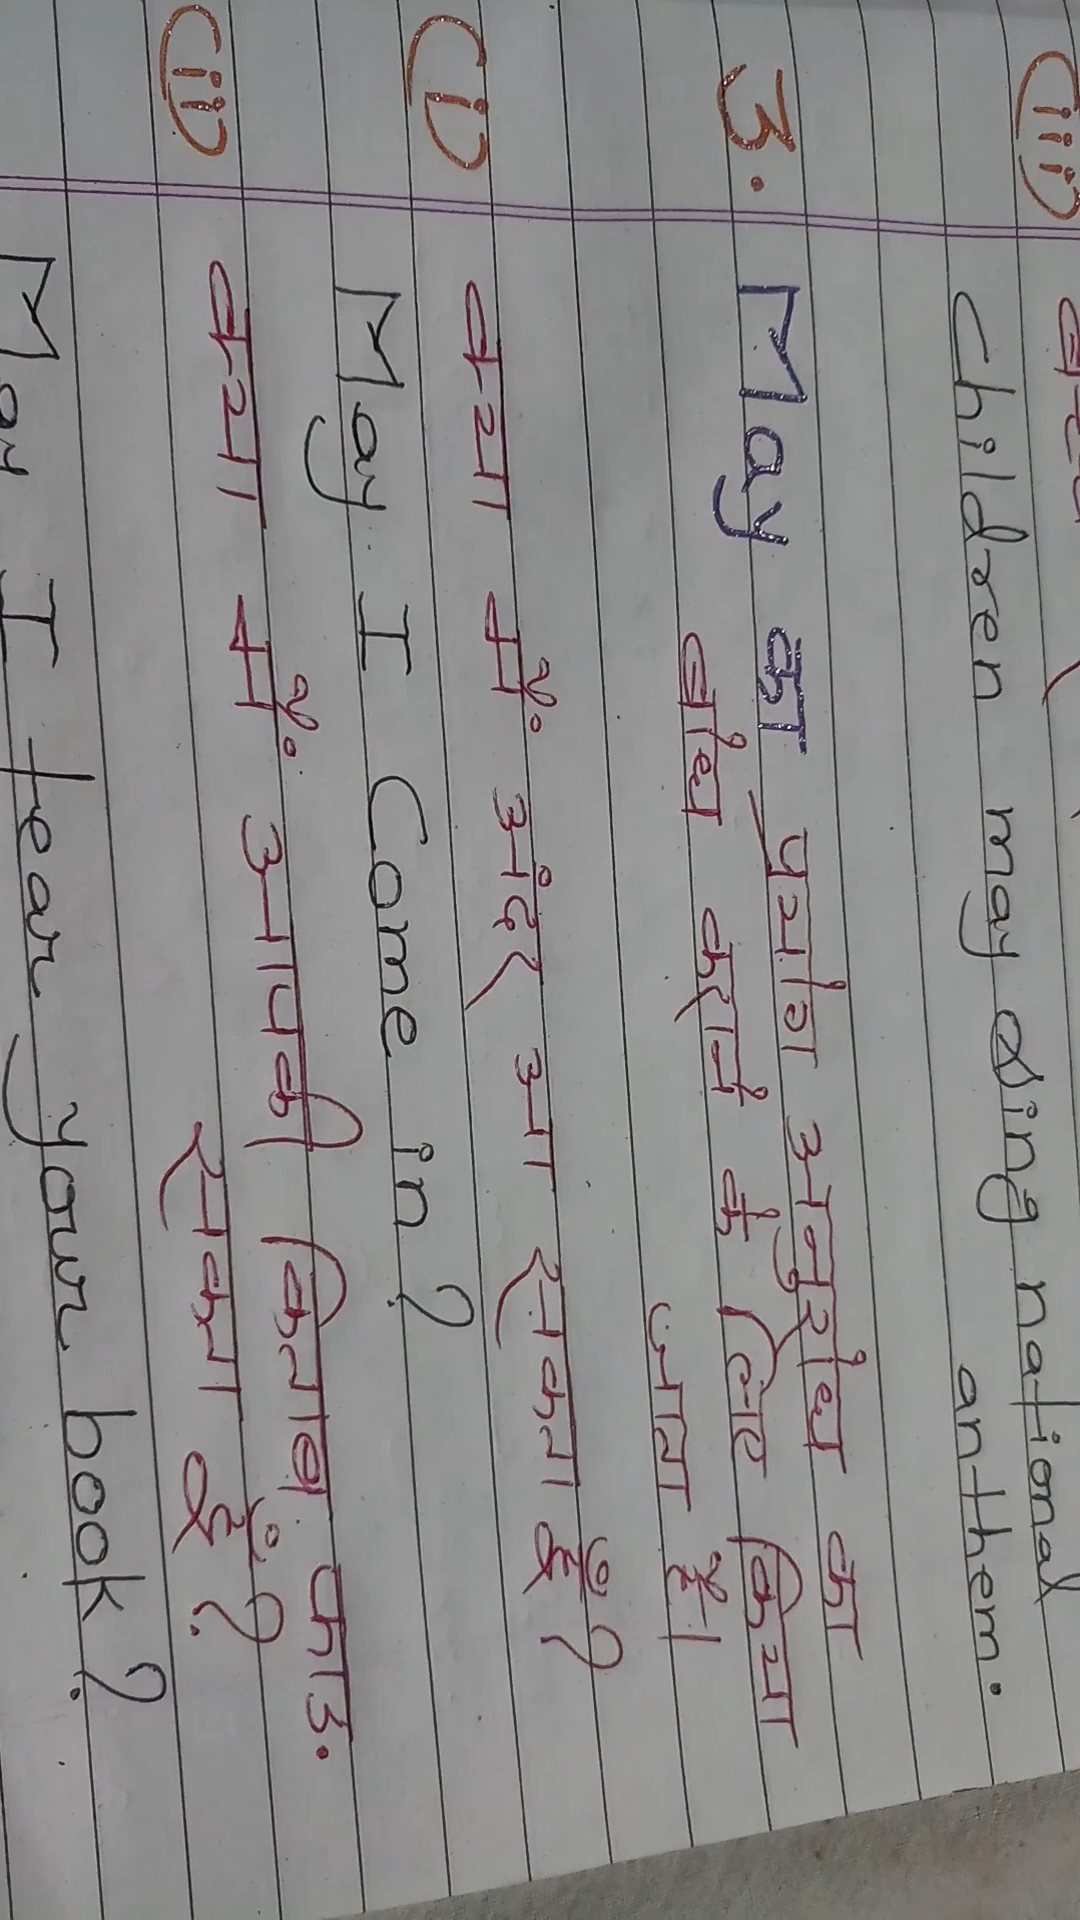 (iii)
children may sing national
anthem.
3. May का प्रयोग अनुरोध का
बोध कराने के लिए किया
जाता है।
(i) क्या मैं अंदर आ सकता हूँ?
May I Come in?
(ii) क्या मैं आपकी किताब फाड़
सकता हूँ?
May I tear your book?